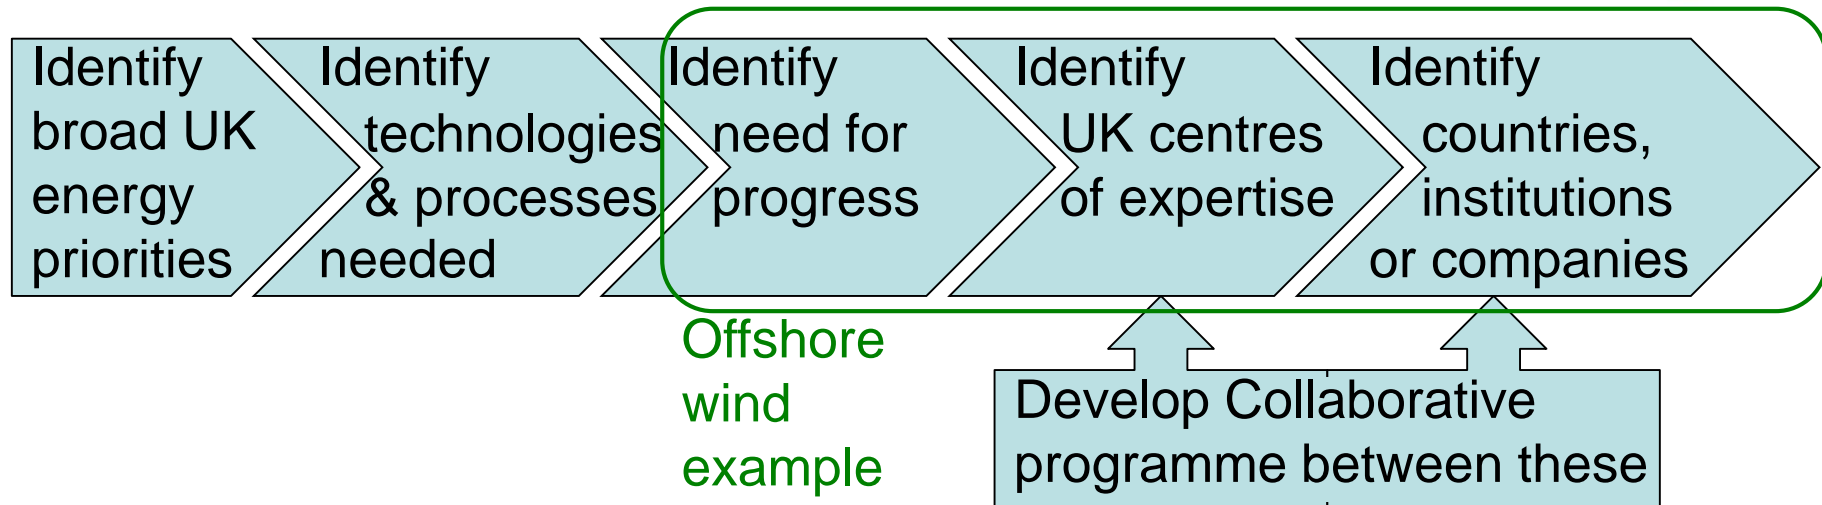 Identify
broad UK
energy
priorities
Identify
technologies
& processes
needed
Identify
need for
progress
Identify
UK centres
of expertise
Identify
countries,
institutions
or companies
Offshore
wind
example
Develop Collaborative
programme between these